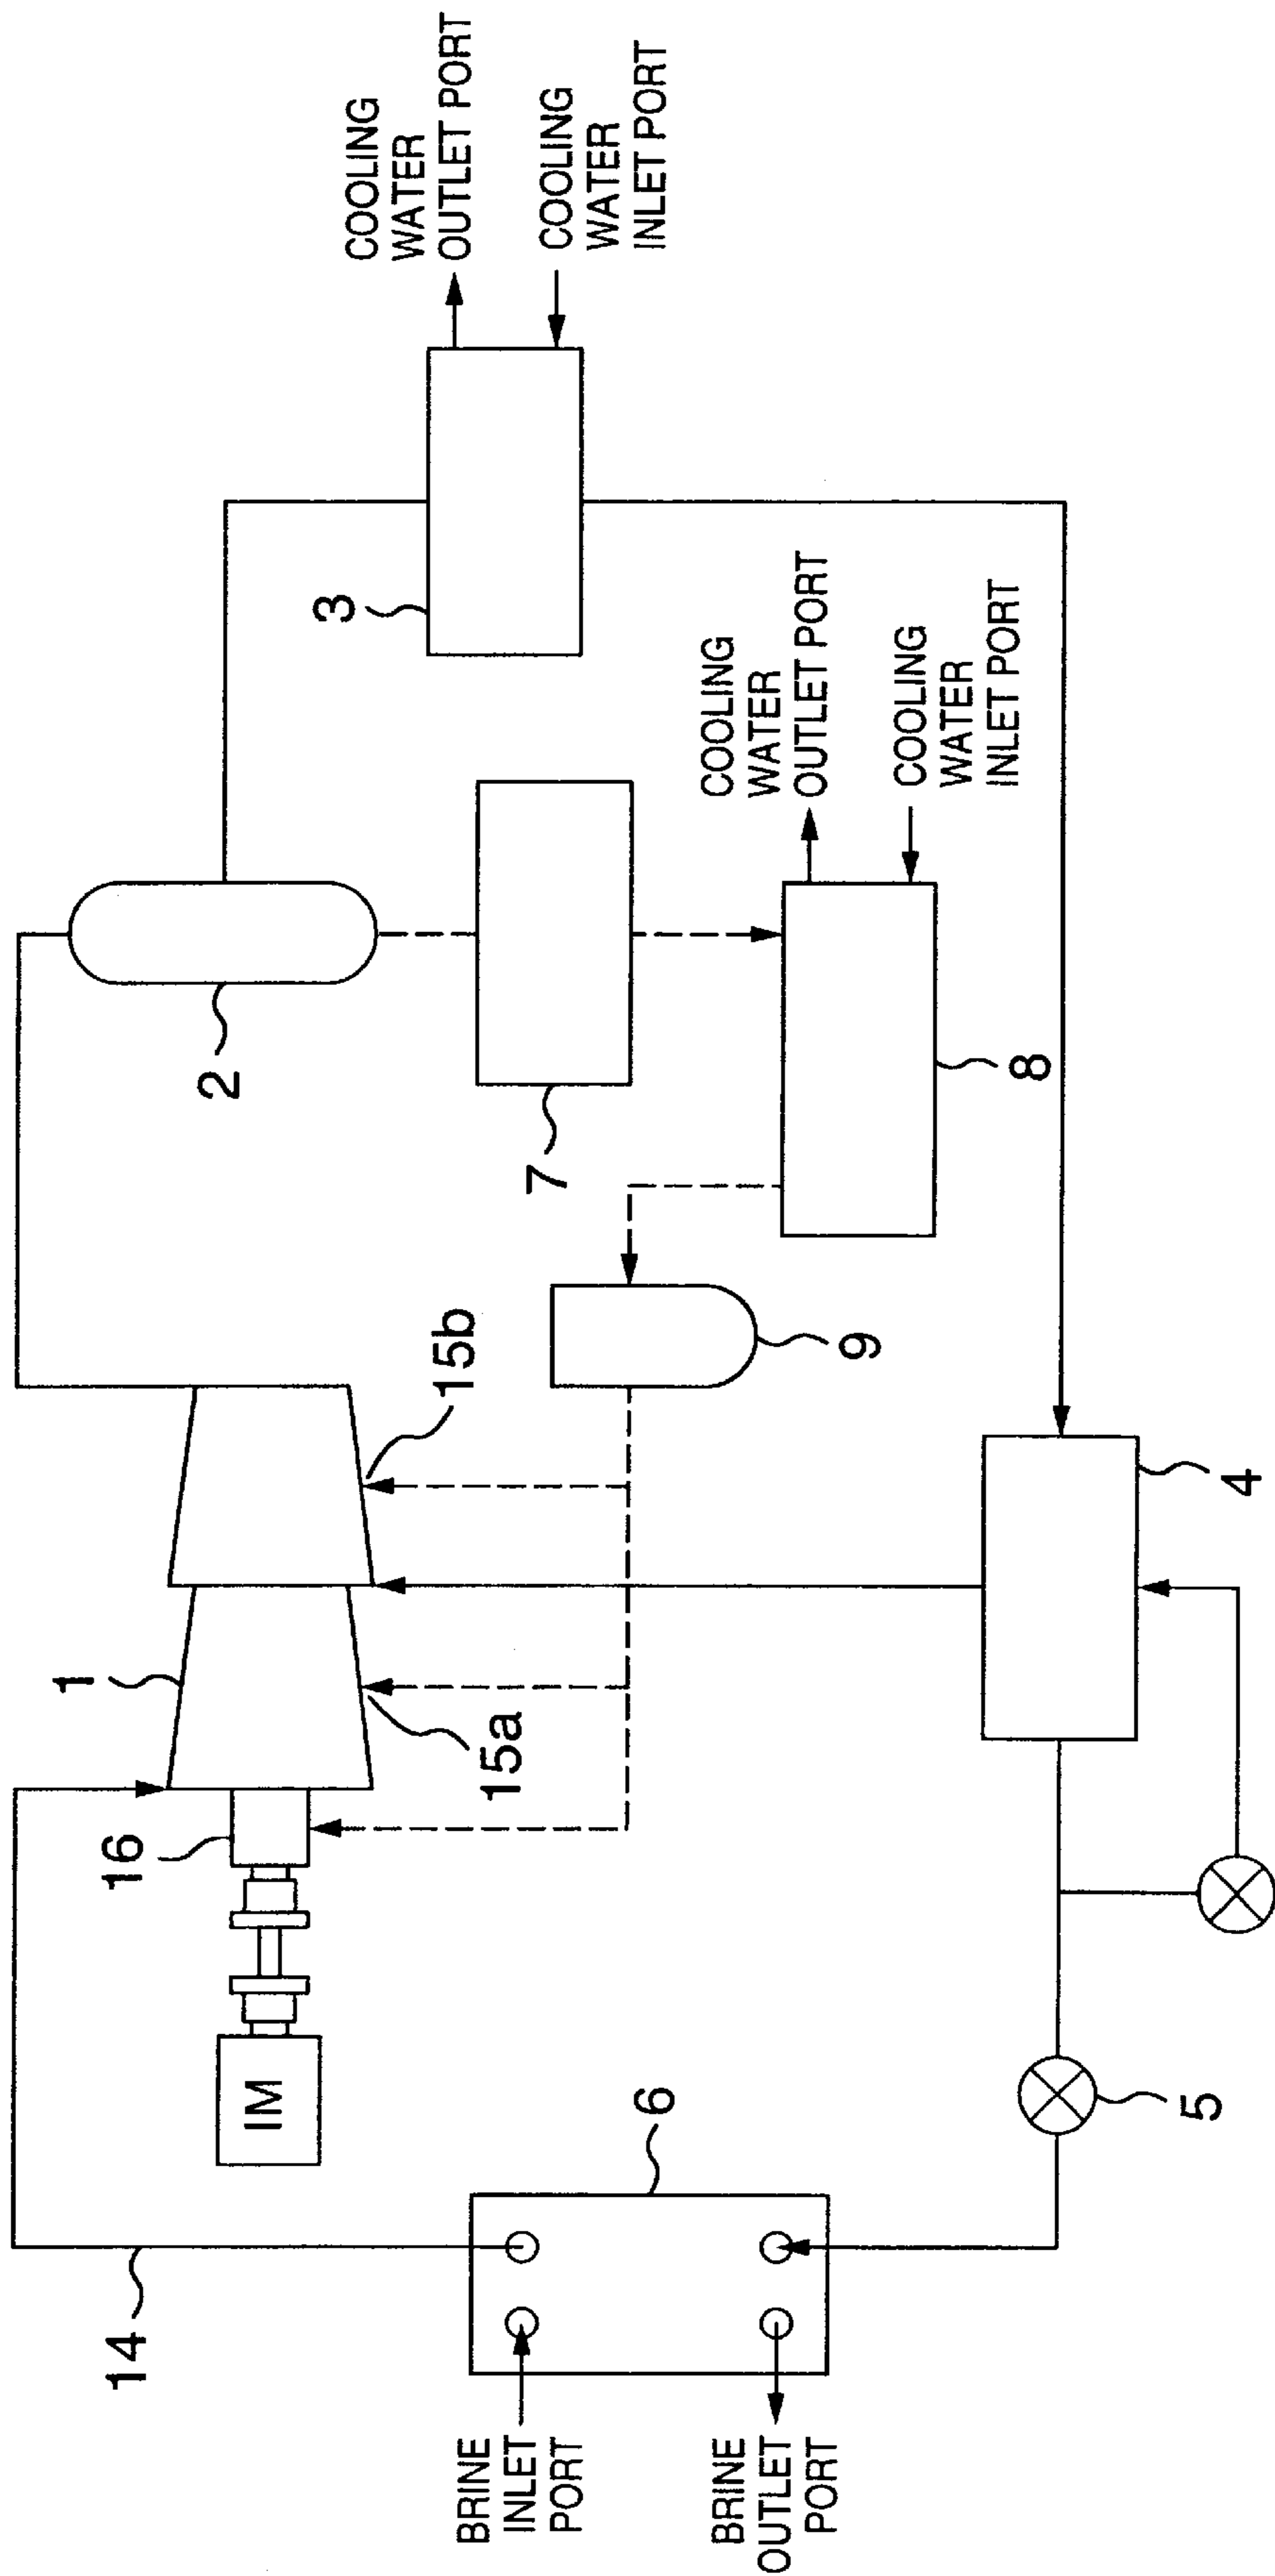 COOLING
WATER
OUTLET PORT
COOLING
WATER
INLET PORT
3
2
COOLING
WATER
OUTLET PORT
COOLING
WATER
INLET PORT
7
8
15b
9
1
15a
4
16
IM
6
5
14
BRINE
INLET
PORT
BRINE
OUTLET
PORT